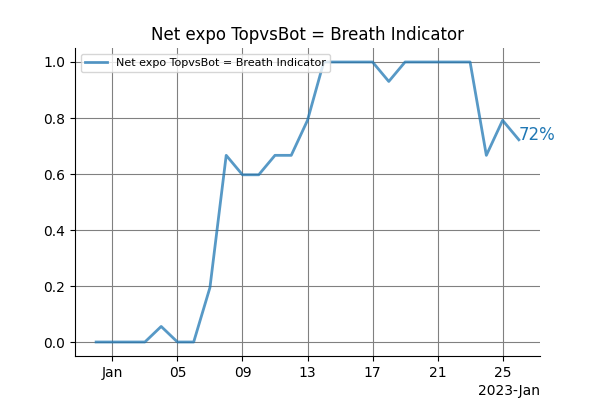 Net expo TopvsBot = Breath Indicator
Net expo TopvsBot = Breath Indicator
1.0
0.8
0.6
0.4
0.2
0.0
72%
Jan 05 09 13 17 21 25
2023-Jan